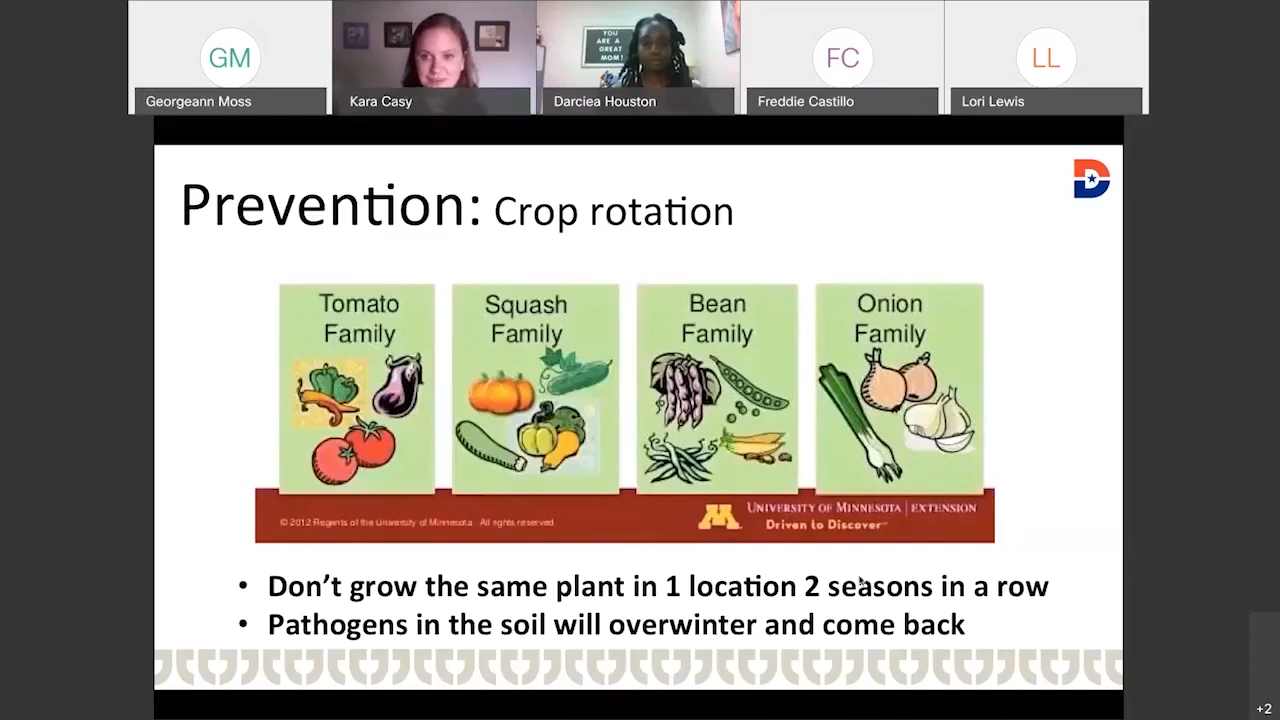 GM
FC
LL
YOU
ARE A
GREAT
MOM!
Georgeann Moss
Kara Casy
Darciea Houston
Freddie Castillo
Lori Lewis
D
Prevention: Crop rotation
Tomato
Family
Squash
Family
Bean
Family
Onion
Family
© 2012 Regents of the University of Minnesota. All rights reserved.
M
UNIVERSITY OF MINNESOTA | EXTENSION
Driven to Discover℠
• Don’t grow the same plant in 1 location 2 seasons in a row
• Pathogens in the soil will overwinter and come back
+2